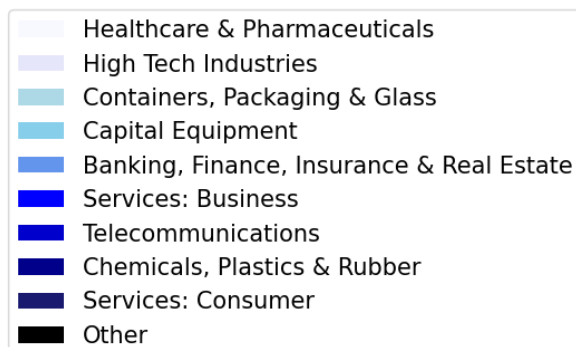 Healthcare & Pharmaceuticals
High Tech Industries
Containers, Packaging & Glass
Capital Equipment
Banking, Finance, Insurance & Real Estate
Services: Business
Telecommunications
Chemicals, Plastics & Rubber
Services: Consumer
Other